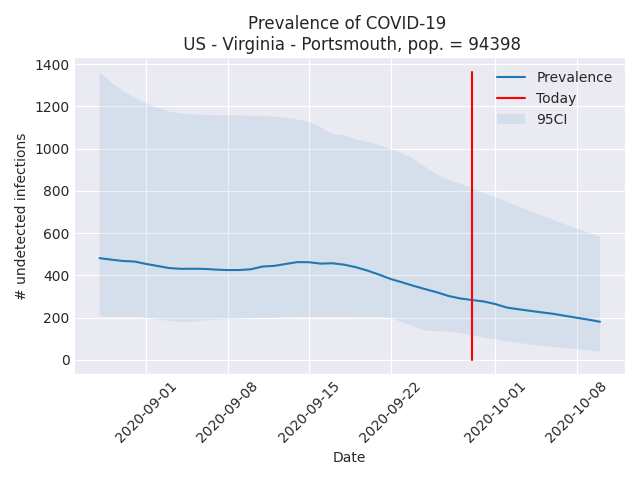 Prevalence of COVID-19
US - Virginia - Portsmouth, pop. = 94398
1400
1200
1000
800
600
400
200
0
# undetected infections
Prevalence
Today
95CI
2020-09-01
2020-09-08
2020-09-15
2020-09-22
2020-10-01
2020-10-08
Date